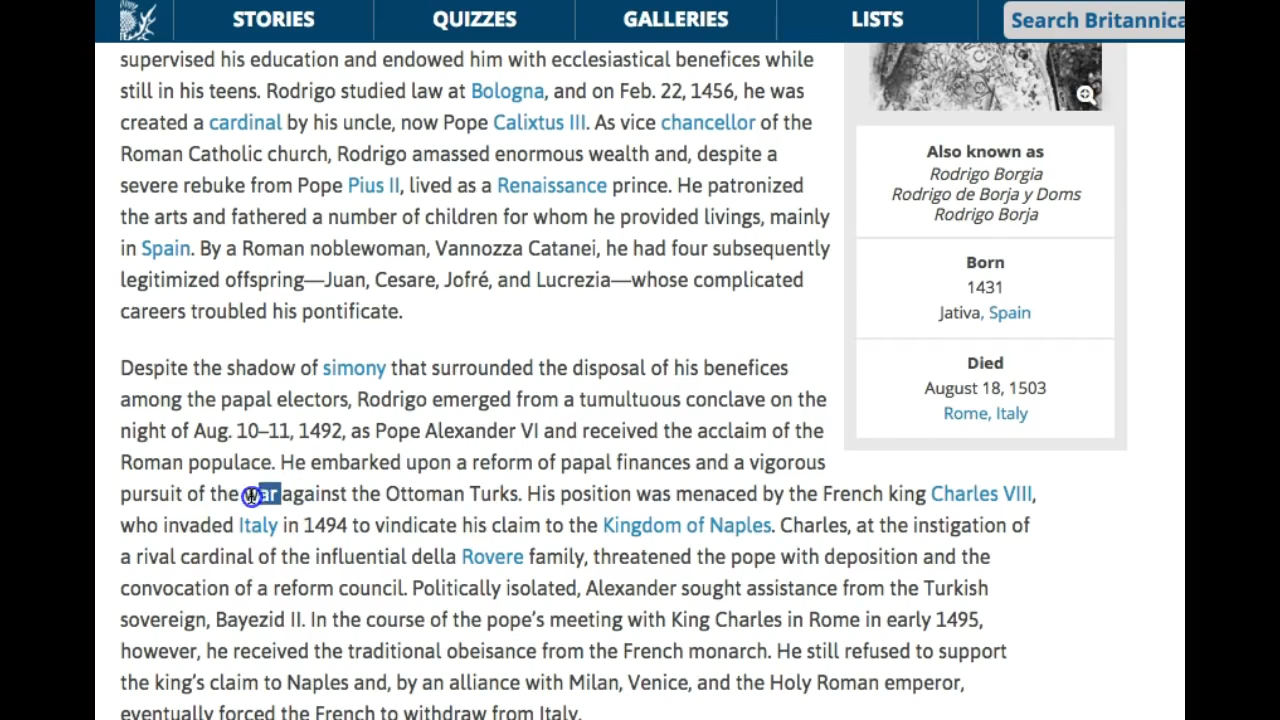 STORIES QUIZZES GALLERIES LISTS Search Britannica
supervised his education and endowed him with ecclesiastical benefices while
still in his teens. Rodrigo studied law at Bologna, and on Feb. 22, 1456, he was
created a cardinal by his uncle, now Pope Calixtus III. As vice chancellor of the
Roman Catholic church, Rodrigo amassed enormous wealth and, despite a
severe rebuke from Pope Pius II, lived as a Renaissance prince. He patronized
the arts and fathered a number of children for whom he provided livings, mainly
in Spain. By a Roman noblewoman, Vannozza Catanei, he had four subsequently
legitimized offspring—Juan, Cesare, Jofré, and Lucrezia—whose complicated
careers troubled his pontificate.
Despite the shadow of simony that surrounded the disposal of his benefices
among the papal electors, Rodrigo emerged from a tumultuous conclave on the
night of Aug. 10–11, 1492, as Pope Alexander VI and received the acclaim of the
Roman populace. He embarked upon a reform of papal finances and a vigorous
pursuit of the war against the Ottoman Turks. His position was menaced by the French king Charles VIII,
who invaded Italy in 1494 to vindicate his claim to the Kingdom of Naples. Charles, at the instigation of
a rival cardinal of the influential della Rovere family, threatened the pope with deposition and the
convocation of a reform council. Politically isolated, Alexander sought assistance from the Turkish
sovereign, Bayezid II. In the course of the pope's meeting with King Charles in Rome in early 1495,
however, he received the traditional obeisance from the French monarch. He still refused to support
the king's claim to Naples and, by an alliance with Milan, Venice, and the Holy Roman emperor,
eventually forced the French to withdraw from Italy.
Also known as
Rodrigo Borgia
Rodrigo de Borja y Doms
Rodrigo Borja
Born
1431
Jativa, Spain
Died
August 18, 1503
Rome, Italy